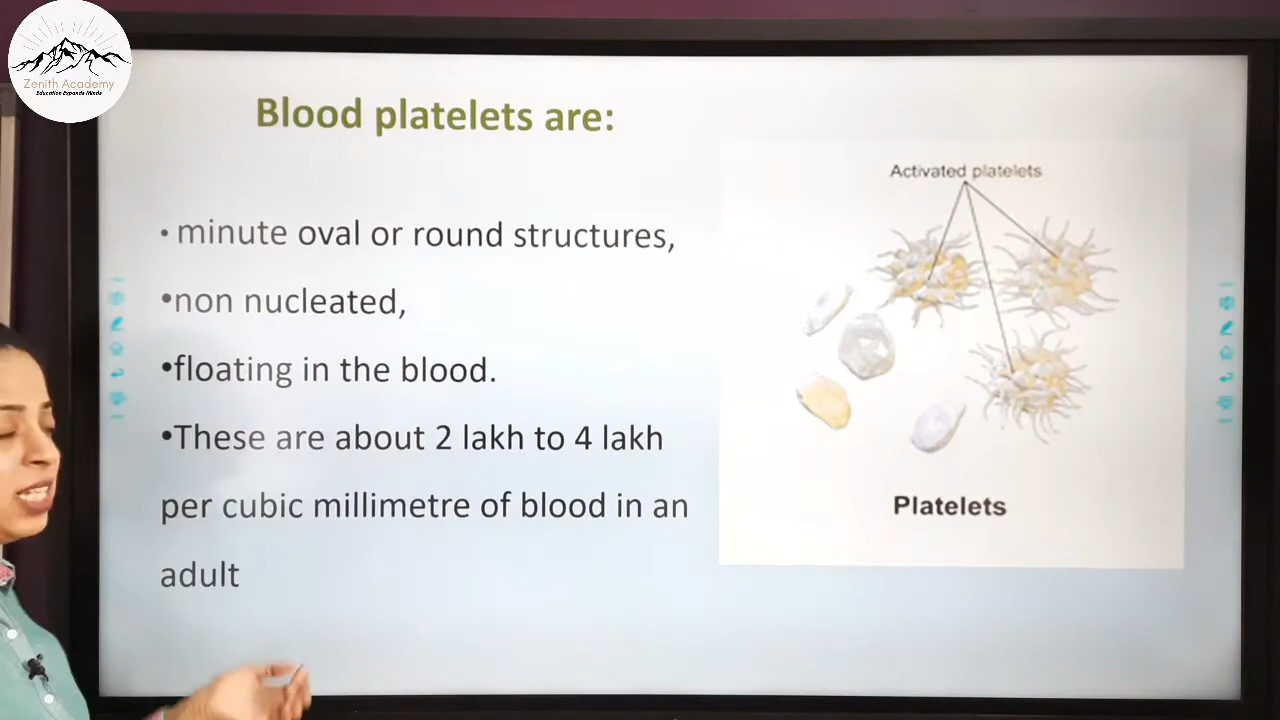 Zenith Academy
Education Expands Minds
Blood platelets are:
• minute oval or round structures,
•non nucleated,
•floating in the blood.
•These are about 2 lakh to 4 lakh
per cubic millimetre of blood in an
adult
Activated platelets
Platelets